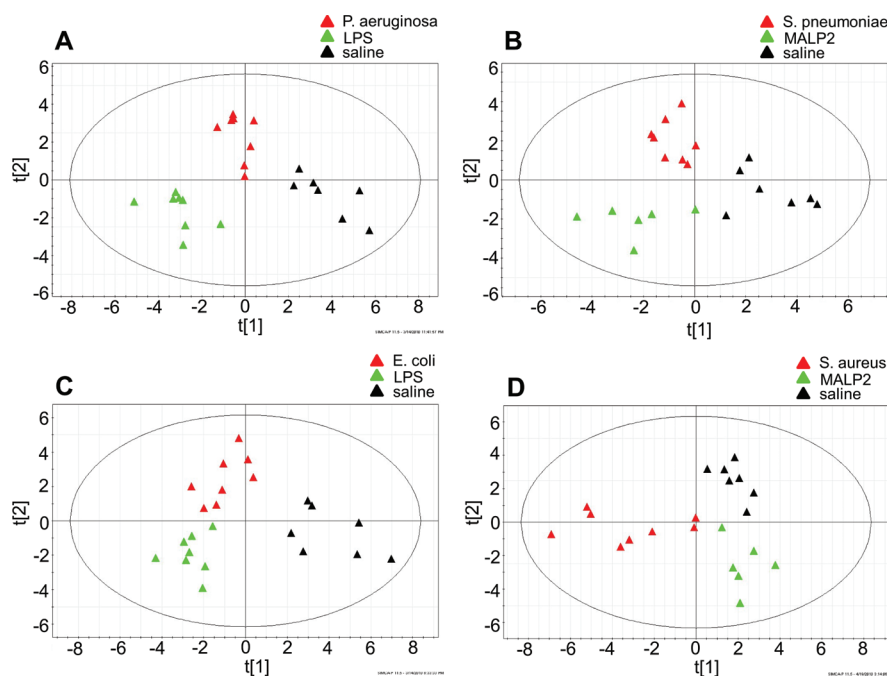 A
P. aeruginosa
LPS
saline
6
4
2
0
-2
-4
-6
t[2]
-8 -6 -4 -2 0 2 4 6 8
t[1]
B
S. pneumoniae
MALP2
saline
6
4
2
0
-2
-4
-6
t[2]
-6 -4 -2 0 2 4 6
t[1]
C
E. coli
LPS
saline
6
4
2
0
-2
-4
-6
t[2]
-8 -6 -4 -2 0 2 4 6 8
t[1]
D
S. aureus
MALP2
saline
6
4
2
0
-2
-4
-6
t[2]
-8 -6 -4 -2 0 2 4 6 8
t[1]